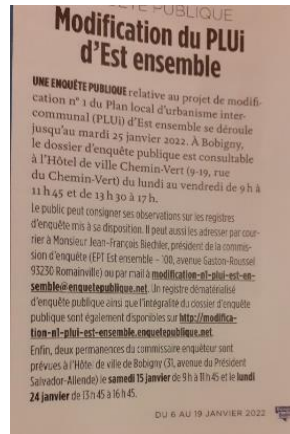 ENQUÊTE PUBLIQUE
Modification du PLUi
d'Est ensemble
UNE ENQUÊTE PUBLIQUE relative au projet de modifi-
cation n° 1 du Plan local d'urbanisme inter-
communal (PLUi) d'Est ensemble se déroule
jusqu'au mardi 25 janvier 2022. À Bobigny,
le dossier d'enquête publique est consultable
à l'Hôtel de ville Chemin-Vert (9-19, rue
du Chemin-Vert) du lundi au vendredi de 9 h à
11 h 45 et de 13 h 30 à 17 h.
Le public peut consigner ses observations sur les registres
d'enquête mis à sa disposition. Il peut aussi les adresser par cour-
rier à Monsieur Jean-François Biechler, président de la commis-
sion d'enquête (EPT Est ensemble – 100, avenue Gaston-Roussel
93230 Romainville) ou par mail à modification-n1-plui-est-en-
semble@enquetepublique.net. Un registre dématérialisé
d'enquête publique ainsi que l'intégralité du dossier d'enquête
publique sont également disponibles sur http://modifica-
tion-n1-plui-est-ensemble.enquetepublique.net.
Enfin, deux permanences du commissaire enquêteur sont
prévues à l'Hôtel de ville de Bobigny (31, avenue du Président
Salvador-Allende) le samedi 15 janvier de 9 h à 11 h 45 et le lundi
24 janvier de 13 h 45 à 16 h 45.
DU 6 AU 19 JANVIER 2022